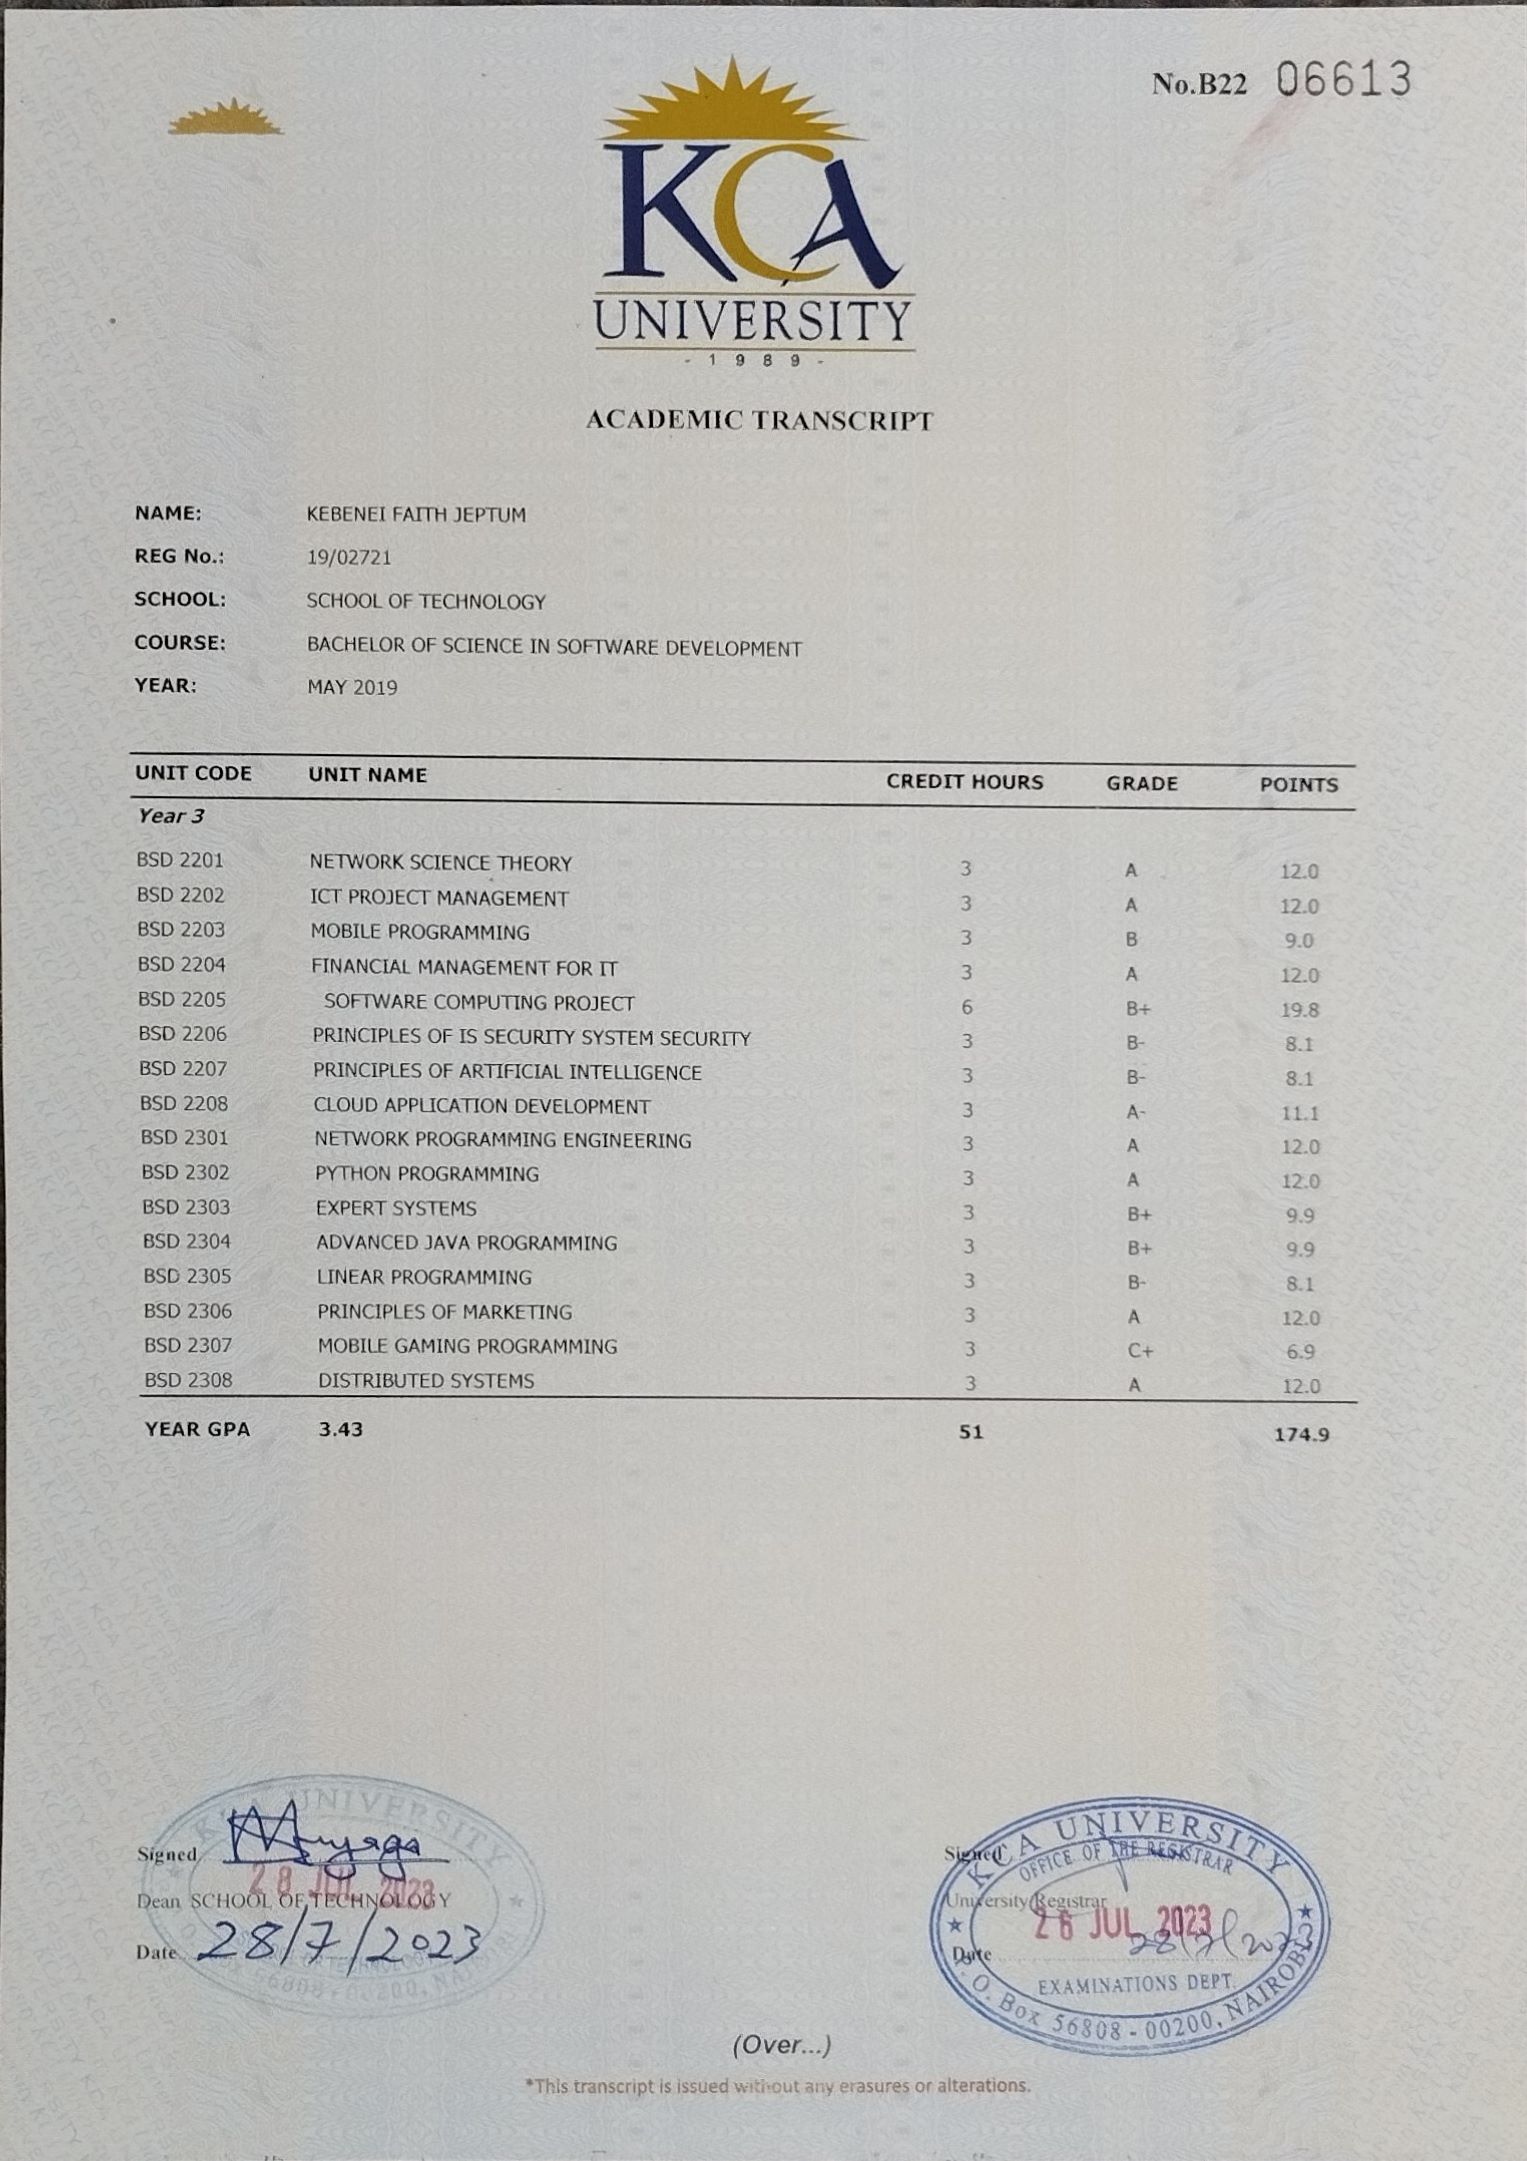 No.B22 06613
KCA
UNIVERSITY
- 1 9 8 9 -
ACADEMIC TRANSCRIPT
NAME: KEBENEI FAITH JEPTUM
REG No.: 19/02721
SCHOOL: SCHOOL OF TECHNOLOGY
COURSE: BACHELOR OF SCIENCE IN SOFTWARE DEVELOPMENT
YEAR: MAY 2019
UNIT CODE UNIT NAME CREDIT HOURS GRADE POINTS
Year 3
BSD 2201 NETWORK SCIENCE THEORY 3 A 12.0
BSD 2202 ICT PROJECT MANAGEMENT 3 A 12.0
BSD 2203 MOBILE PROGRAMMING 3 B 9.0
BSD 2204 FINANCIAL MANAGEMENT FOR IT 3 A 12.0
BSD 2205 SOFTWARE COMPUTING PROJECT 6 B+ 19.8
BSD 2206 PRINCIPLES OF IS SECURITY SYSTEM SECURITY 3 B- 8.1
BSD 2207 PRINCIPLES OF ARTIFICIAL INTELLIGENCE 3 B- 8.1
BSD 2208 CLOUD APPLICATION DEVELOPMENT 3 A- 11.1
BSD 2301 NETWORK PROGRAMMING ENGINEERING 3 A 12.0
BSD 2302 PYTHON PROGRAMMING 3 A 12.0
BSD 2303 EXPERT SYSTEMS 3 B+ 9.9
BSD 2304 ADVANCED JAVA PROGRAMMING 3 B+ 9.9
BSD 2305 LINEAR PROGRAMMING 3 B- 8.1
BSD 2306 PRINCIPLES OF MARKETING 3 A 12.0
BSD 2307 MOBILE GAMING PROGRAMMING 3 C+ 6.9
BSD 2308 DISTRIBUTED SYSTEMS 3 A 12.0
YEAR GPA 3.43 51 174.9
KCA UNIVERSITY
Signed
28 JUL 2023
Dean SCHOOL OF TECHNOLOGY
Date 28/7/2023
KCA UNIVERSITY
OFFICE OF THE REGISTRAR
Signed
University Registrar
26 JUL 2023
Date 28/7/2023
EXAMINATIONS DEPT.
P. O. Box 56808 - 00200, NAIROBI
(Over...)
*This transcript is issued without any erasures or alterations.